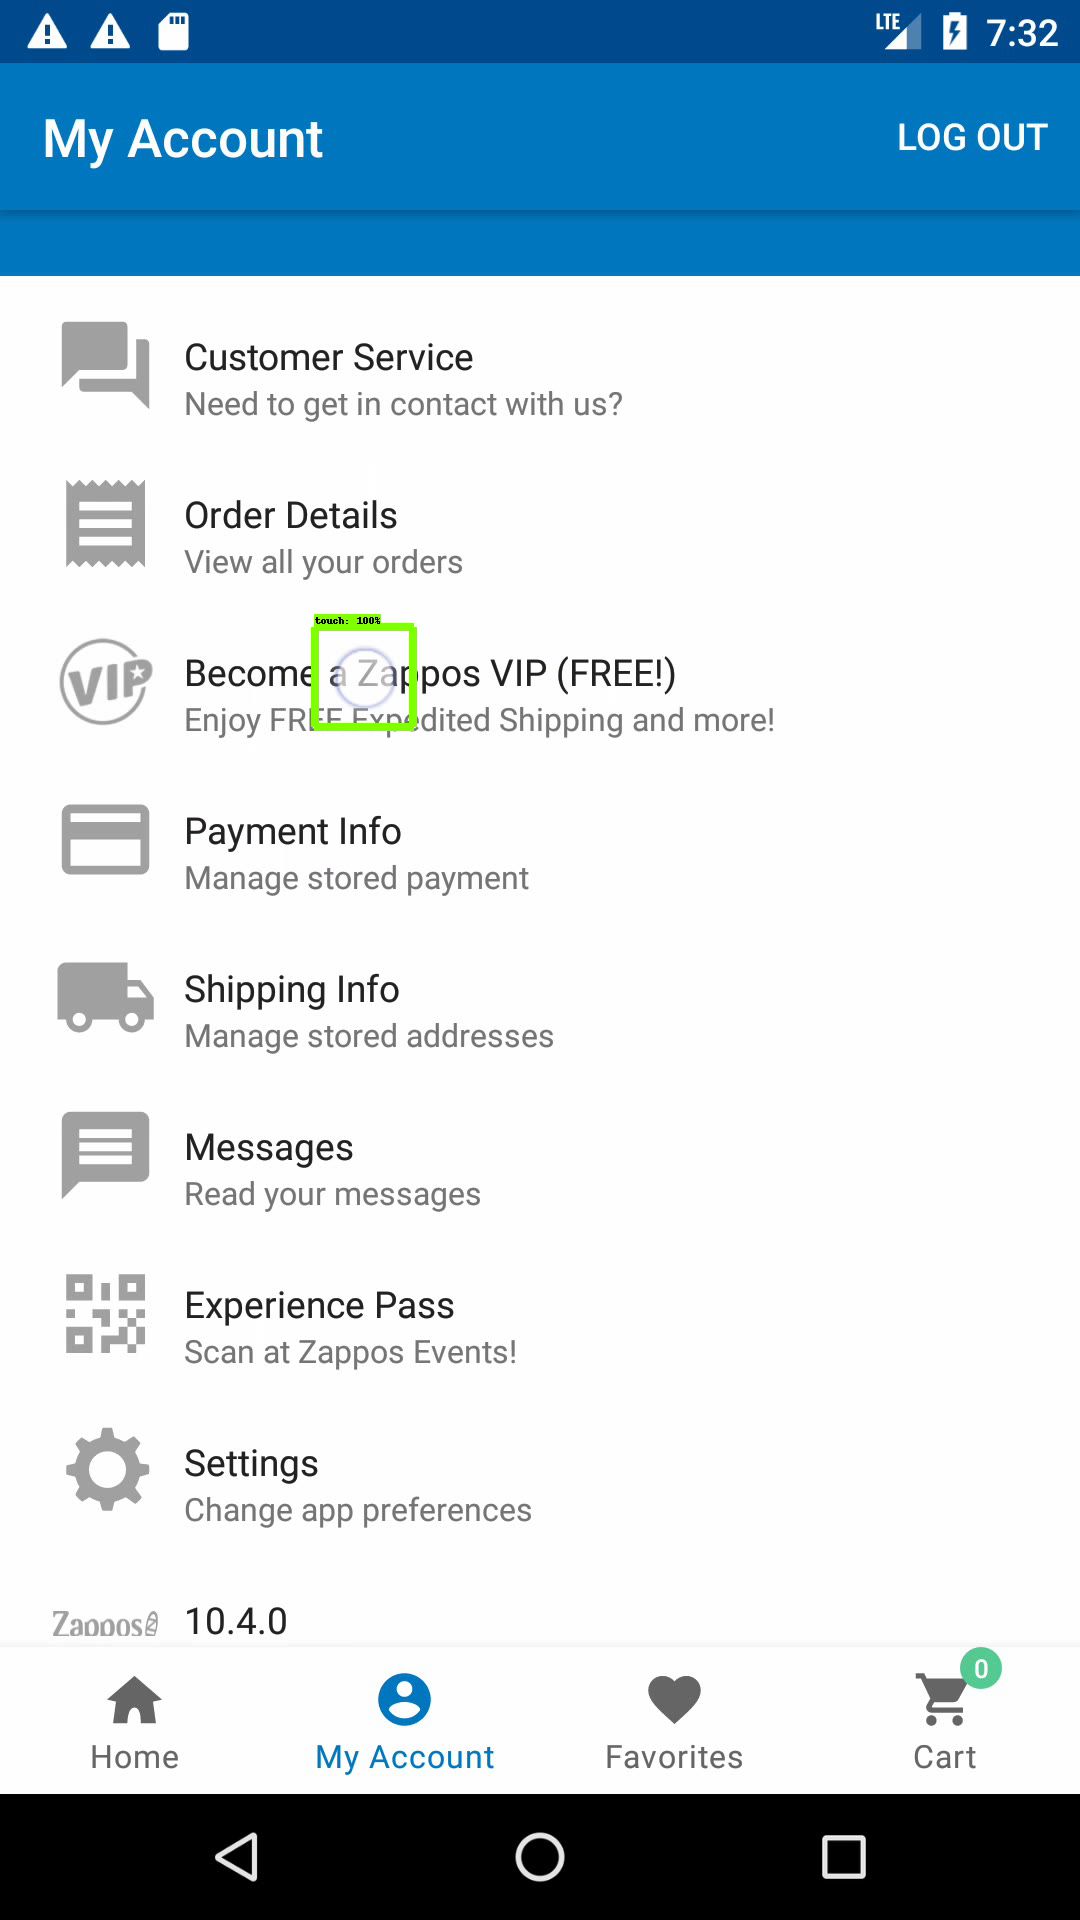 LTE 7:32
My Account LOG OUT
Customer Service
Need to get in contact with us?
Order Details
View all your orders
touch: 100%
VIP Become a Zappos VIP (FREE!)
Enjoy FREE Expedited Shipping and more!
Payment Info
Manage stored payment
Shipping Info
Manage stored addresses
Messages
Read your messages
Experience Pass
Scan at Zappos Events!
Settings
Change app preferences
Zappos 10.4.0
0
Home My Account Favorites Cart